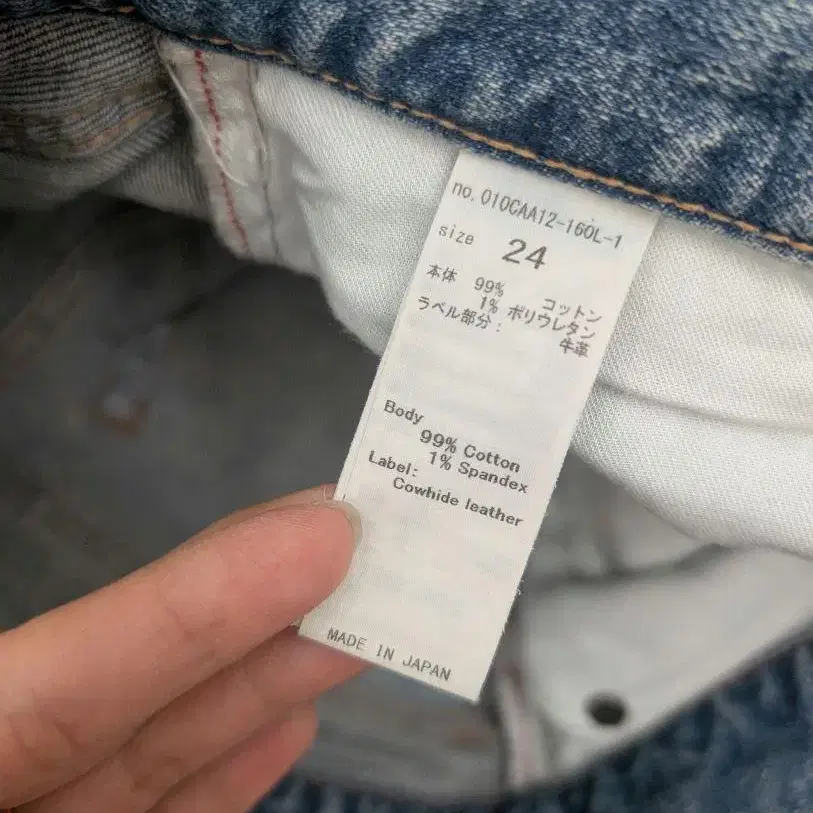 no. 010CAA12-160L-1
size 24
本体 99% コットン
1% ポリウレタン
ラベル部分: 牛革
Body
99% Cotton
1% Spandex
Label:
Cowhide leather
MADE IN JAPAN